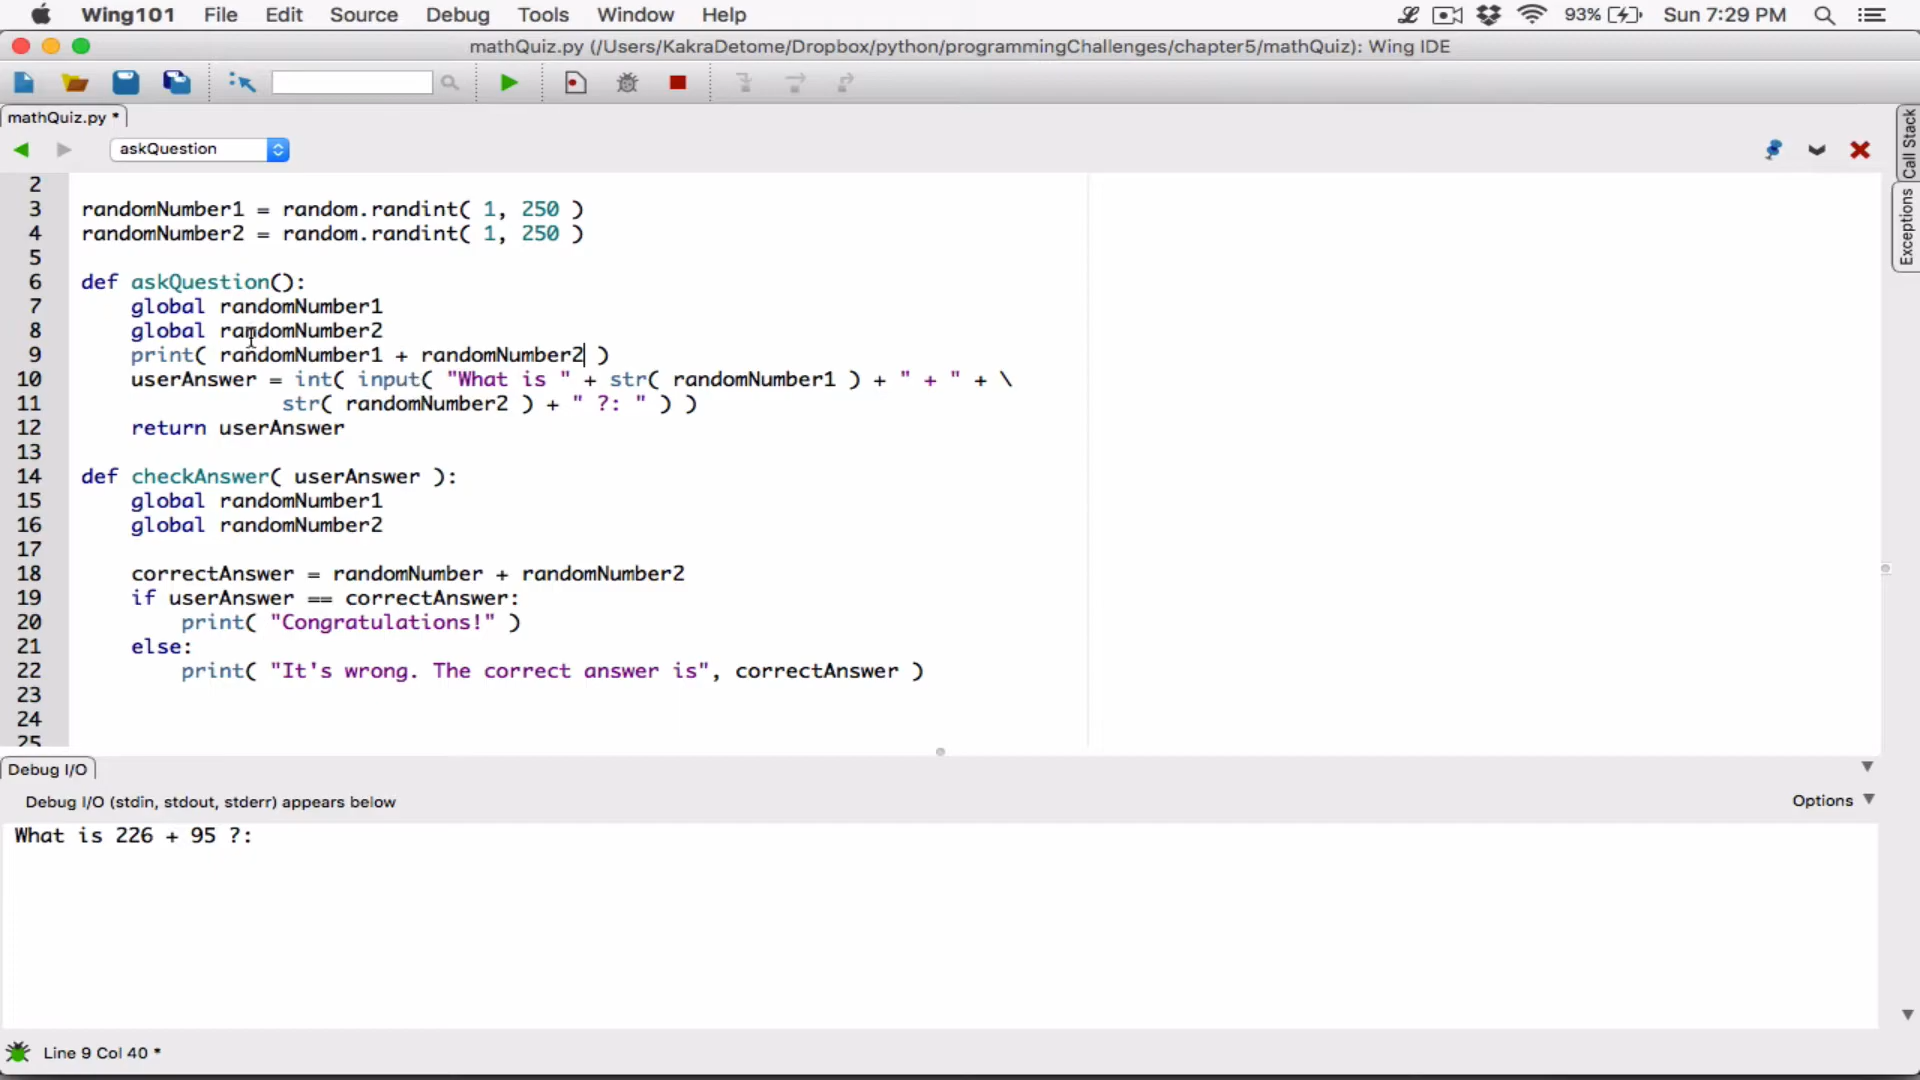 Wing101 File Edit Source Debug Tools Window Help 93% Sun 7:29 PM
mathQuiz.py (/Users/KakraDetome/Dropbox/python/programmingChallenges/chapter5/mathQuiz): Wing IDE
mathQuiz.py *
askQuestion
Call Stack
Exceptions
2
3 randomNumber1 = random.randint( 1, 250 )
4 randomNumber2 = random.randint( 1, 250 )
5
6 def askQuestion():
7 global randomNumber1
8 global randomNumber2
9 print( randomNumber1 + randomNumber2 )
10 userAnswer = int( input( "What is " + str( randomNumber1 ) + " + " + \
11 str( randomNumber2 ) + " ?: " ) )
12 return userAnswer
13
14 def checkAnswer( userAnswer ):
15 global randomNumber1
16 global randomNumber2
17
18 correctAnswer = randomNumber + randomNumber2
19 if userAnswer == correctAnswer:
20 print( "Congratulations!" )
21 else:
22 print( "It's wrong. The correct answer is", correctAnswer )
23
24
25
Debug I/O
Debug I/O (stdin, stdout, stderr) appears below Options
What is 226 + 95 ?:
Line 9 Col 40 *